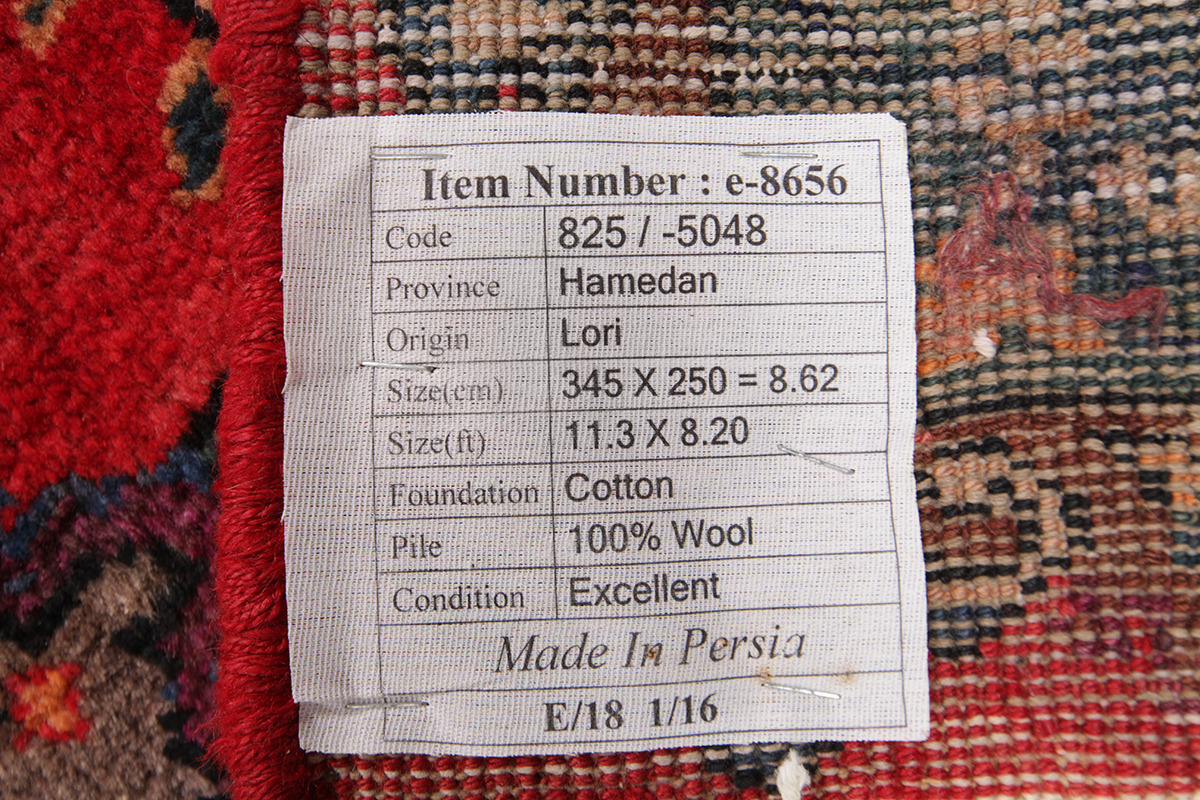 Item Number : e-8656
Code 825 / -5048
Province Hamedan
Origin Lori
Size(cm) 345 X 250 = 8.62
Size(ft) 11.3 X 8.20
Foundation Cotton
Pile 100% Wool
Condition Excellent
Made In Persia
E/18 1/16